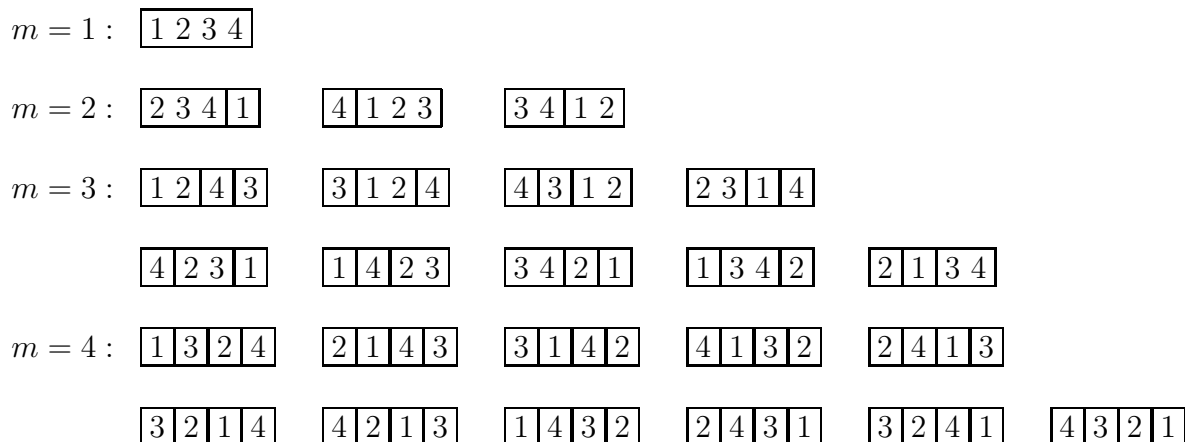 m = 1 : 1 2 3 4
m = 2 : 2 3 4 1 4 1 2 3 3 4 1 2
m = 3 : 1 2 4 3 3 1 2 4 4 3 1 2 2 3 1 4
4 2 3 1 1 4 2 3 3 4 2 1 1 3 4 2 2 1 3 4
m = 4 : 1 3 2 4 2 1 4 3 3 1 4 2 4 1 3 2 2 4 1 3
3 2 1 4 4 2 1 3 1 4 3 2 2 4 3 1 3 2 4 1 4 3 2 1